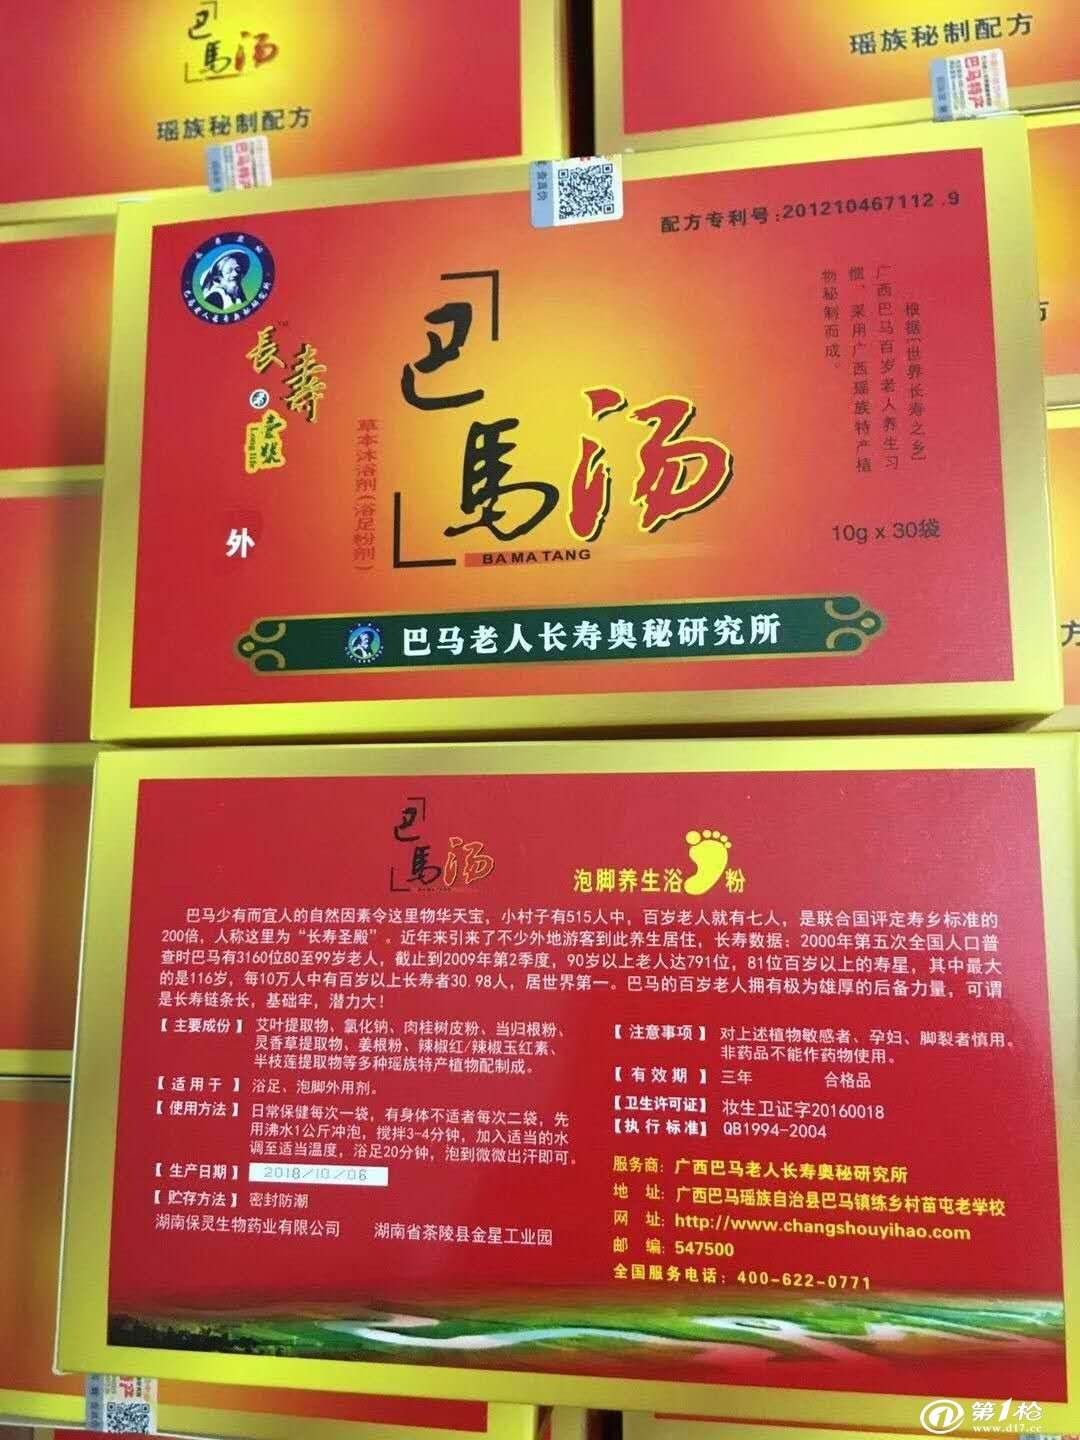 巴馬汤
瑶族秘制配方
巴马特产
瑶族秘制配方
巴马特产
配方专利号:201210467112.9
長寿
壹號
Long life
外
草本沐浴剂(浴足粉剂)
巴馬汤
BA MA TANG
根据[世界长寿之乡]
广西巴马百岁老人养生习
惯、采用广西瑶族特产植
物秘制而成。
10g x 30袋
巴马老人长寿奥秘研究所
巴馬汤
泡脚养生浴 粉
巴马少有而宜人的自然因素令这里物华天宝，小村子有515人中，百岁老人就有七人，是联合国评定寿乡标准的
200倍，人称这里为“长寿圣殿”。近年来引来了不少外地游客到此养生居住，长寿数据：2000年第五次全国人口普
查时巴马有3160位80至99岁老人，截止到2009年第2季度，90岁以上老人达791位，81位百岁以上的寿星，其中最大
的是116岁，每10万人中有百岁以上长寿者30.98人，居世界第一。巴马的百岁老人拥有极为雄厚的后备力量，可谓
是长寿链条长，基础牢，潜力大！
【主要成份】艾叶提取物、氯化钠、肉桂树皮粉、当归根粉、
灵香草提取物、姜根粉、辣椒红/辣椒玉红素、
半枝莲提取物等多种瑶族特产植物配制成。
【适用于】浴足、泡脚外用剂。
【使用方法】日常保健每次一袋，有身体不适者每次二袋，先
用沸水1公斤冲泡，搅拌3-4分钟，加入适当的水
调至适当温度，浴足20分钟，泡到微微出汗即可。
【生产日期】2018/10/06
【贮存方法】密封防潮
湖南保灵生物药业有限公司 湖南省茶陵县金星工业园
【注意事项】对上述植物敏感者、孕妇、脚裂者慎用。
非药品不能作药物使用。
【有效期】三年 合格品
【卫生许可证】妆生卫证字20160018
【执行标准】QB1994-2004
服务商：广西巴马老人长寿奥秘研究所
地 址：广西巴马瑶族自治县巴马镇练乡村苗屯老学校
网 址：http://www.changshouyihao.com
邮 编：547500
全国服务电话：400-622-0771
第1枪
www.d17.cc